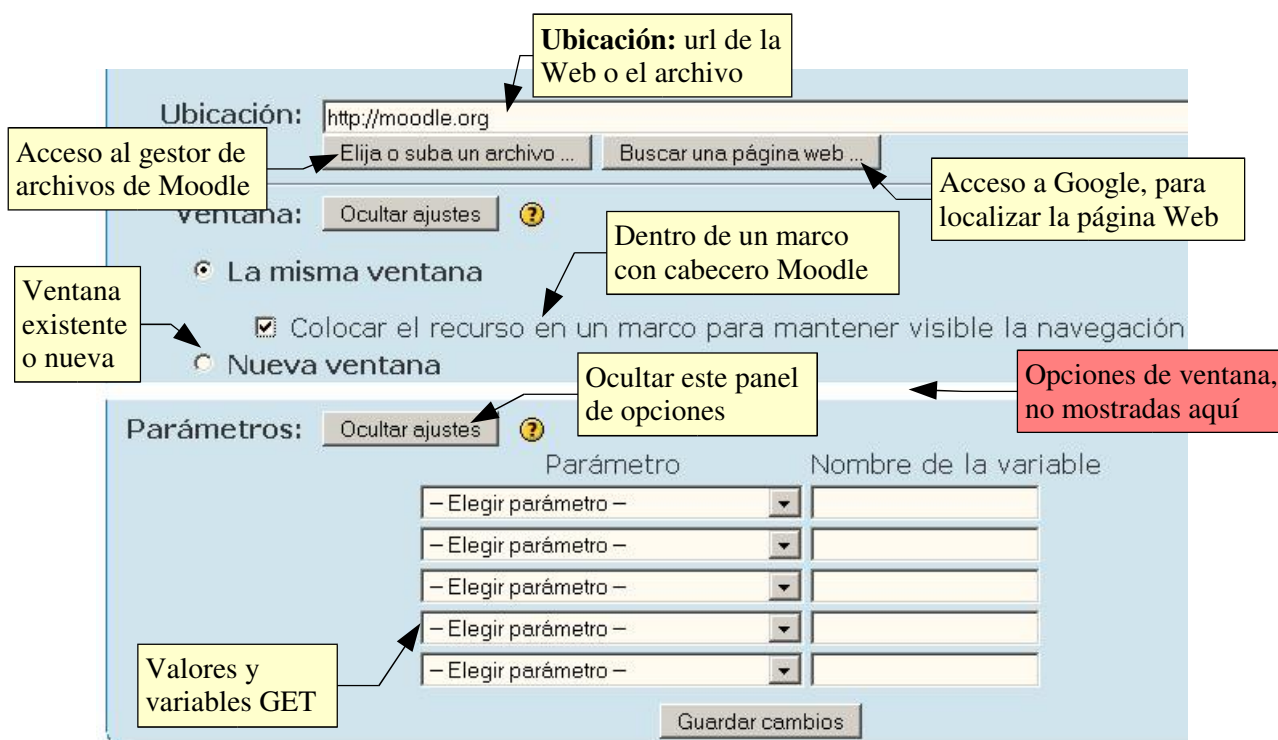 Ubicación: url de la
Web o el archivo
Ubicación:
http://moodle.org
Acceso al gestor de
archivos de Moodle
Elija o suba un archivo ...
Buscar una página web ...
Acceso a Google, para
localizar la página Web
Ventana:
Ocultar ajustes
?
Dentro de un marco
con cabecero Moodle
La misma ventana
Ventana
existente
o nueva
Colocar el recurso en un marco para mantener visible la navegación
Nueva ventana
Ocultar este panel
de opciones
Opciones de ventana,
no mostradas aquí
Parámetros:
Ocultar ajustes
?
Parámetro
Nombre de la variable
– Elegir parámetro –
– Elegir parámetro –
– Elegir parámetro –
– Elegir parámetro –
– Elegir parámetro –
Valores y
variables GET
Guardar cambios